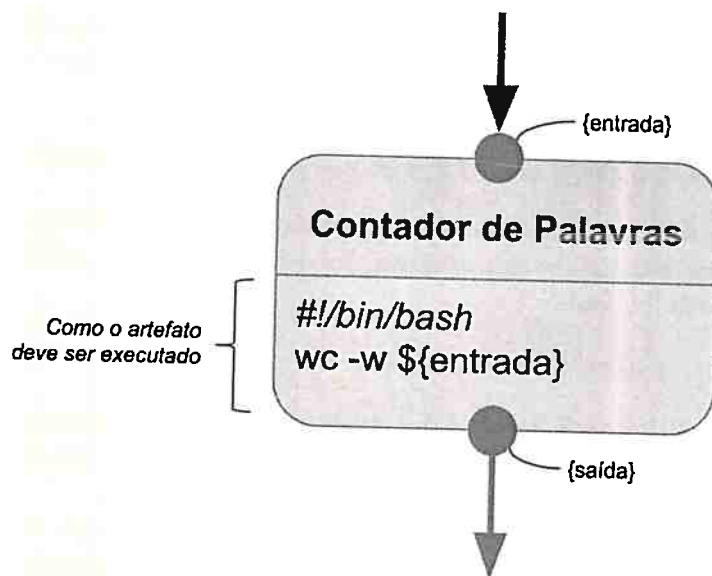 {entrada}
Contador de Palavras
Como o artefato
deve ser executado
#!/bin/bash
wc -w ${entrada}
{saída}